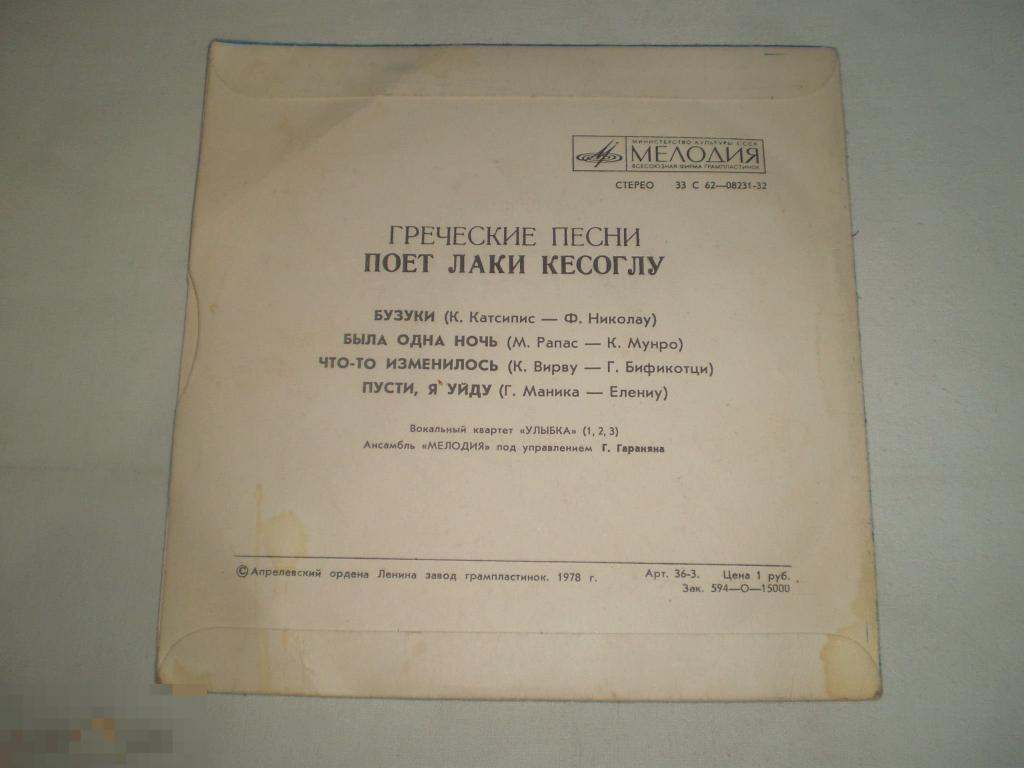 МИНИСТЕРСТВО КУЛЬТУРЫ СССР
МЕЛОДИЯ
ВСЕСОЮЗНАЯ ФИРМА ГРАМПЛАСТИНОК
СТЕРЕО 33 С 62—08231-32
ГРЕЧЕСКИЕ ПЕСНИ
ПОЕТ ЛАКИ КЕСОГЛУ
БУЗУКИ (К. Катсипис — Ф. Николау)
БЫЛА ОДНА НОЧЬ (М. Рапас — К. Мунро)
ЧТО-ТО ИЗМЕНИЛОСЬ (К. Вирву — Г. Бификотци)
ПУСТИ, Я УЙДУ (Г. Маника — Елениу)
Вокальный квартет «УЛЫБКА» (1, 2, 3)
Ансамбль «МЕЛОДИЯ» под управлением Г. Гараняна
© Апрелевский ордена Ленина завод грампластинок. 1978 г. Арт. 36-3. Цена 1 руб.
Зак. 594—О—15000